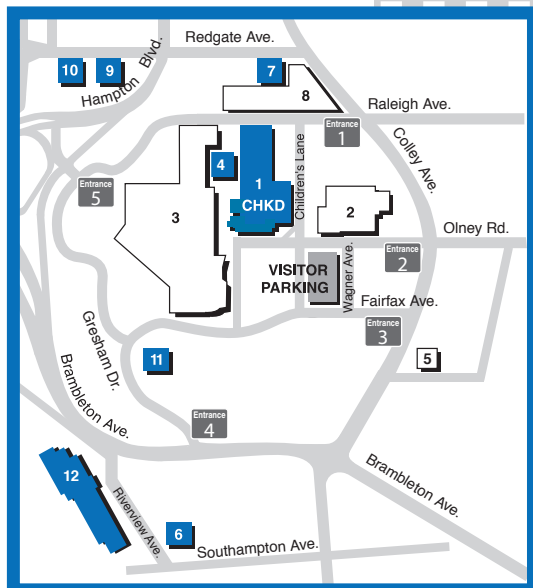 Redgate Ave.
Hampton Blvd.
10
9
7
8
Raleigh Ave.
Entrance
1
Colley Ave.
4
1
CHKD
Children's Lane
Entrance
5
3
2
Olney Rd.
Entrance
2
VISITOR
PARKING
Wagner Ave.
Fairfax Ave.
Entrance
3
Gresham Dr.
11
5
Brambleton Ave.
Entrance
4
12
Riverview Ave.
6
Brambleton Ave.
Southampton Ave.